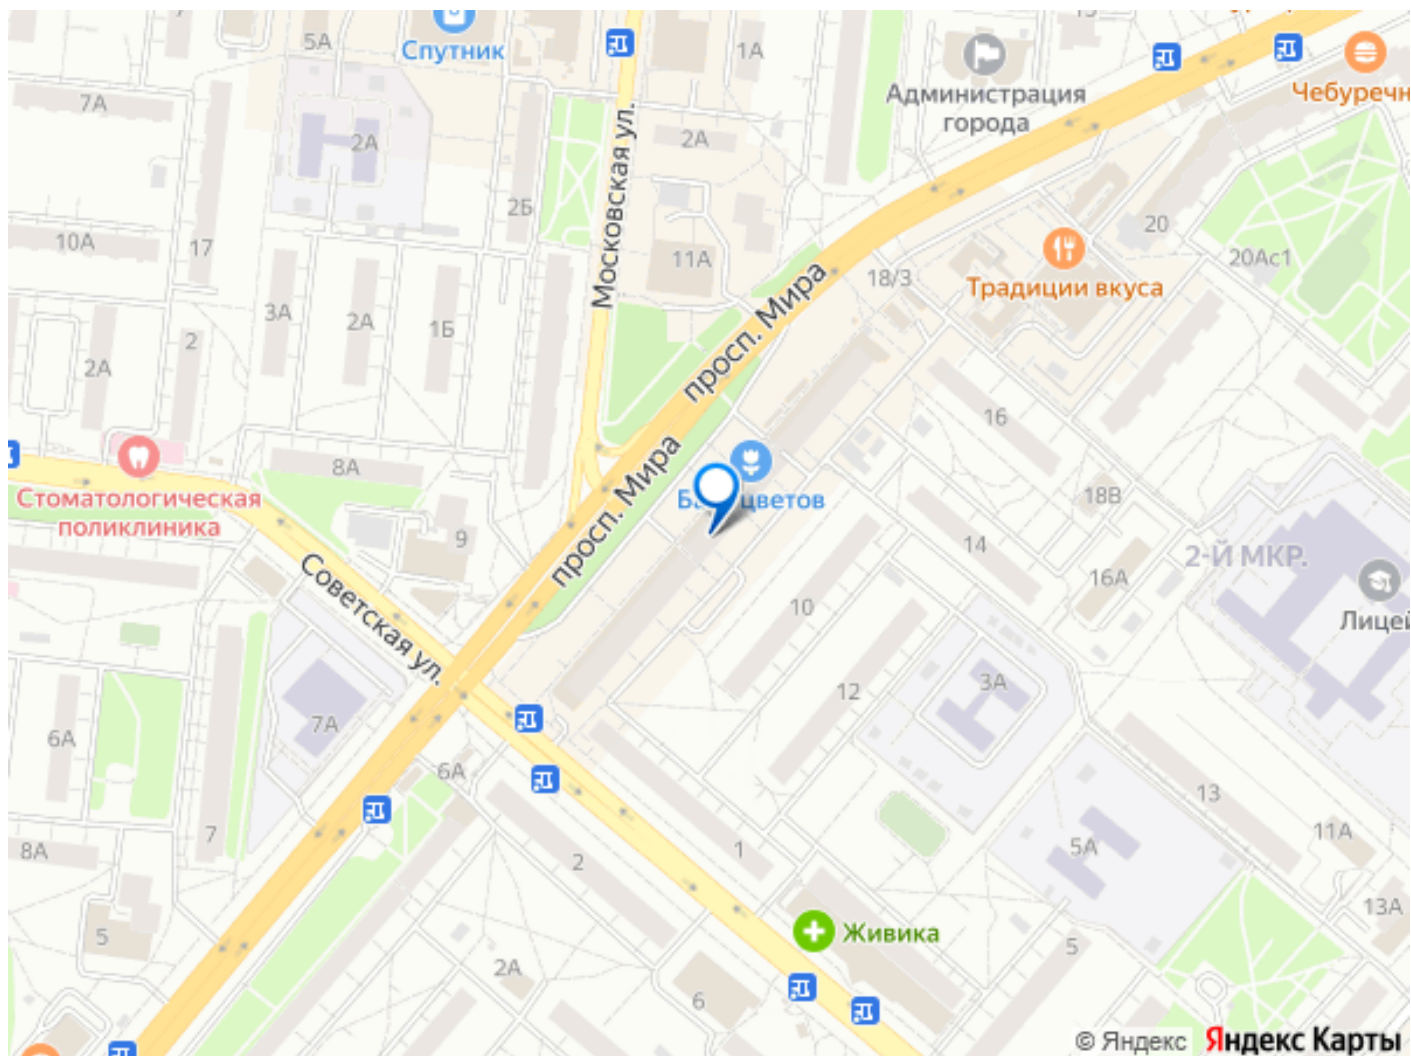 5А
Спутник
1А
Администрация
города
Чебуречн
7А
2А
2А
Московская ул.
2Б
10А
17
11А
20
20Ас1
18/3
Традиции вкуса
3А
2А
1Б
2
2А
просп. Мира
16
8А
Стоматологическая
поликлиника
9
просп. Мира
цветов
18В
14
2-Й МКР.
16А
Лицей
Советская ул.
10
12
3А
7А
6А
6А
7
8А
1
2
13
11А
5А
13А
5
Живика
5
2А
6
© Яндекс Яндекс Карты